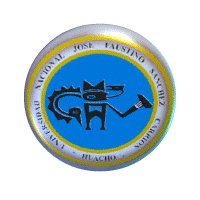 UNIVERSIDAD NACIONAL JOSE FAUSTINO SANCHEZ CARRION
- HUACHO -